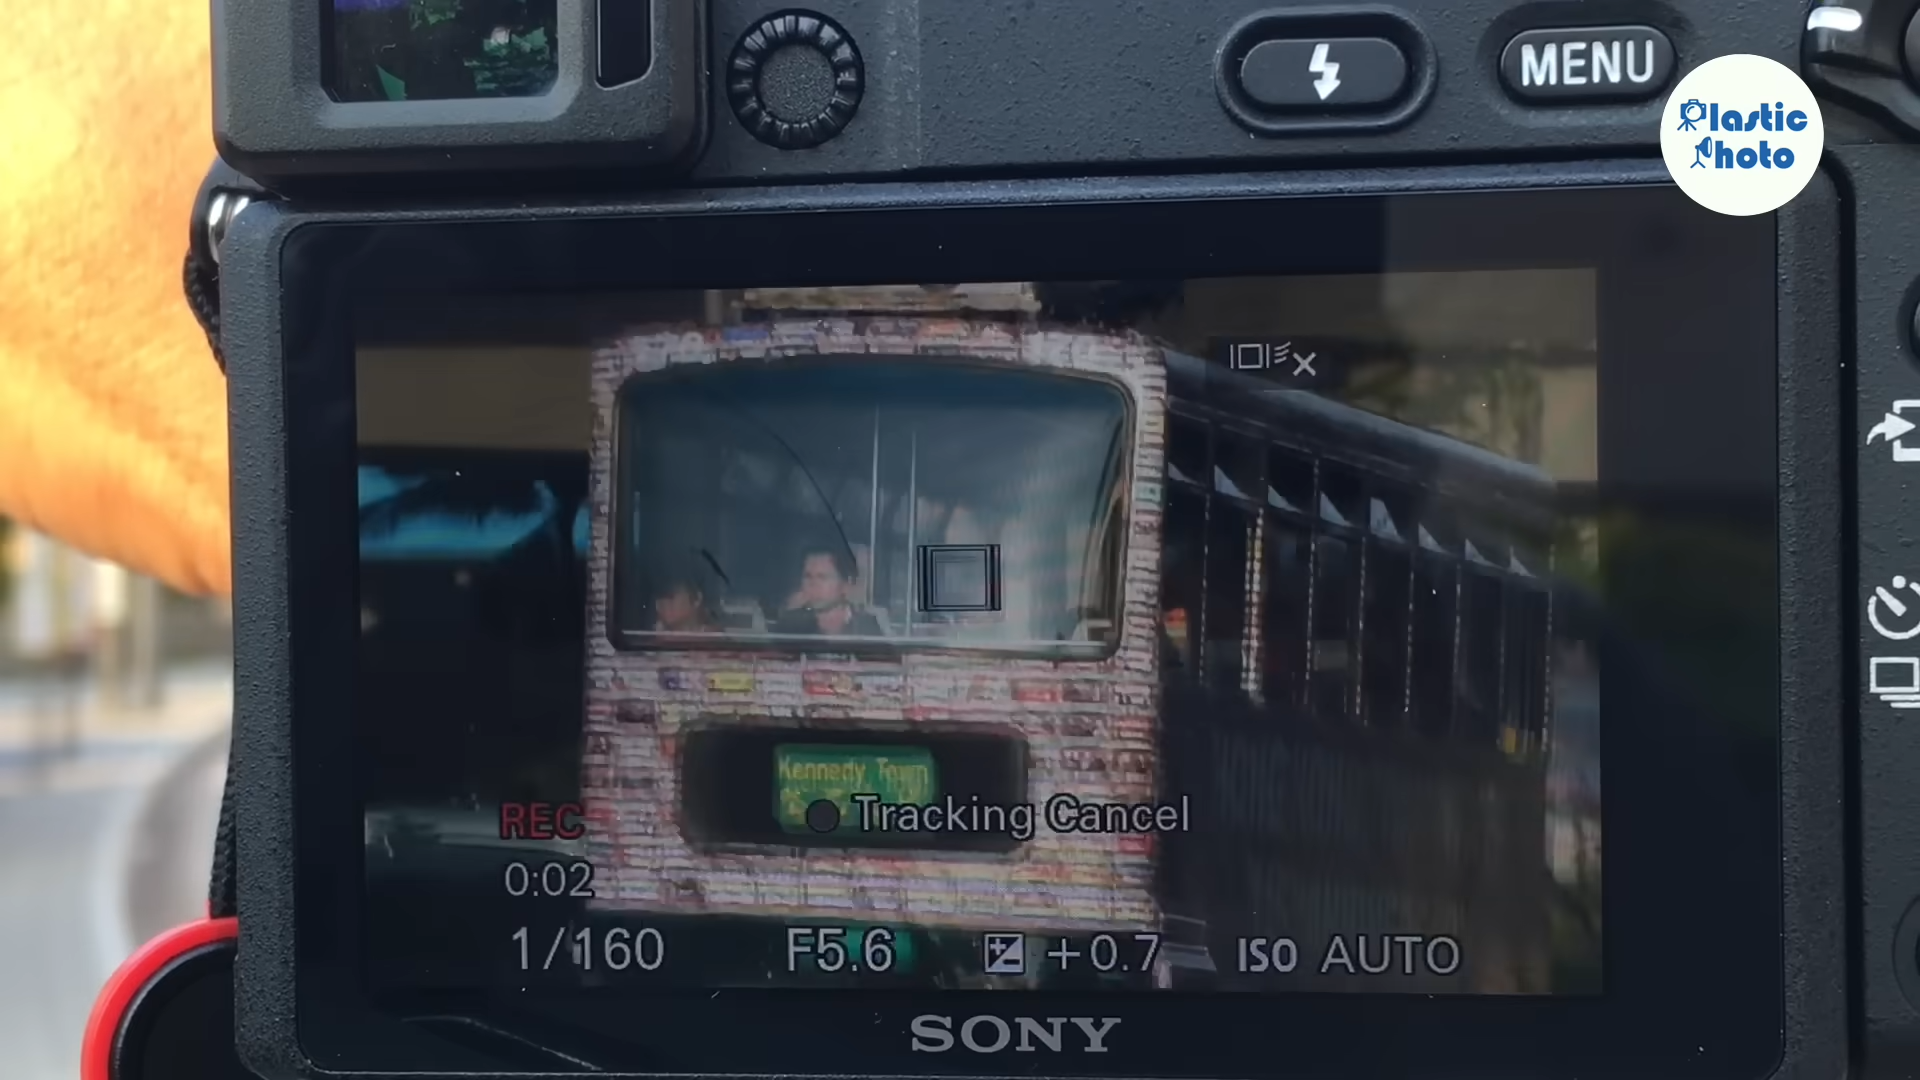 MENU
Plastic
Photo
Kennedy Town
Tracking Cancel
REC
0:02
1/160 F5.6 +0.7 ISO AUTO
SONY